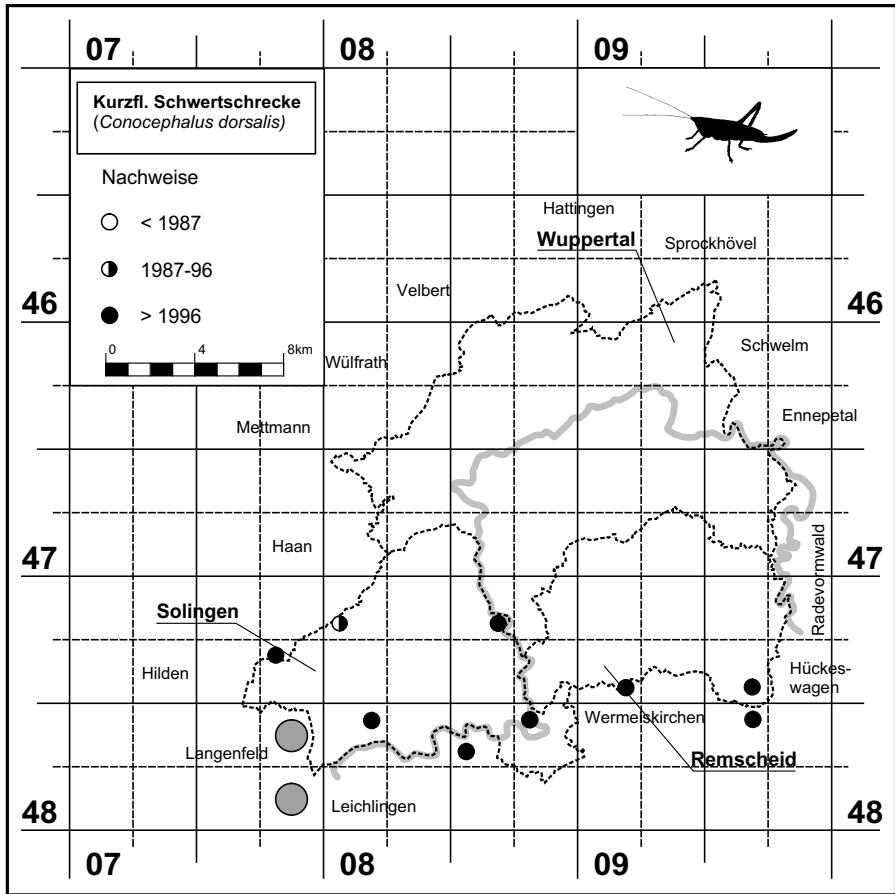 07 08 09
Kurzfl. Schwertschrecke
(Conocephalus dorsalis)
Nachweise
< 1987
1987-96
> 1996
0 4 8km
Hattingen
Wuppertal
Sprockhövel
Velbert
46 46
Schwelm
Wülfrath
Ennepetal
Mettmann
Haan
47 47
Radevormwald
Solingen
Hilden
Hückes-
wagen
Wermelskirchen
Langenfeld
Remscheid
Leichlingen
48 48
07 08 09